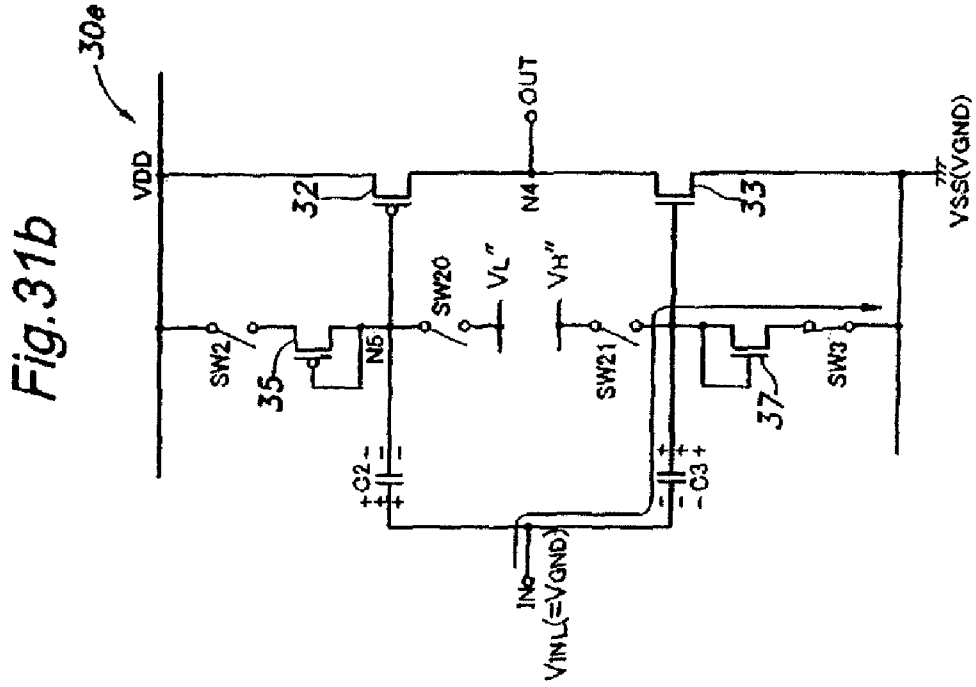 Fig.31b
30e
VDD
SW2
35
32
N5
SW20
VL"
C2
+++
---
N4
OUT
IN
VINL(=VGND)
VH"
SW21
C3
---
+++
33
37
SW3
VSS(VGND)